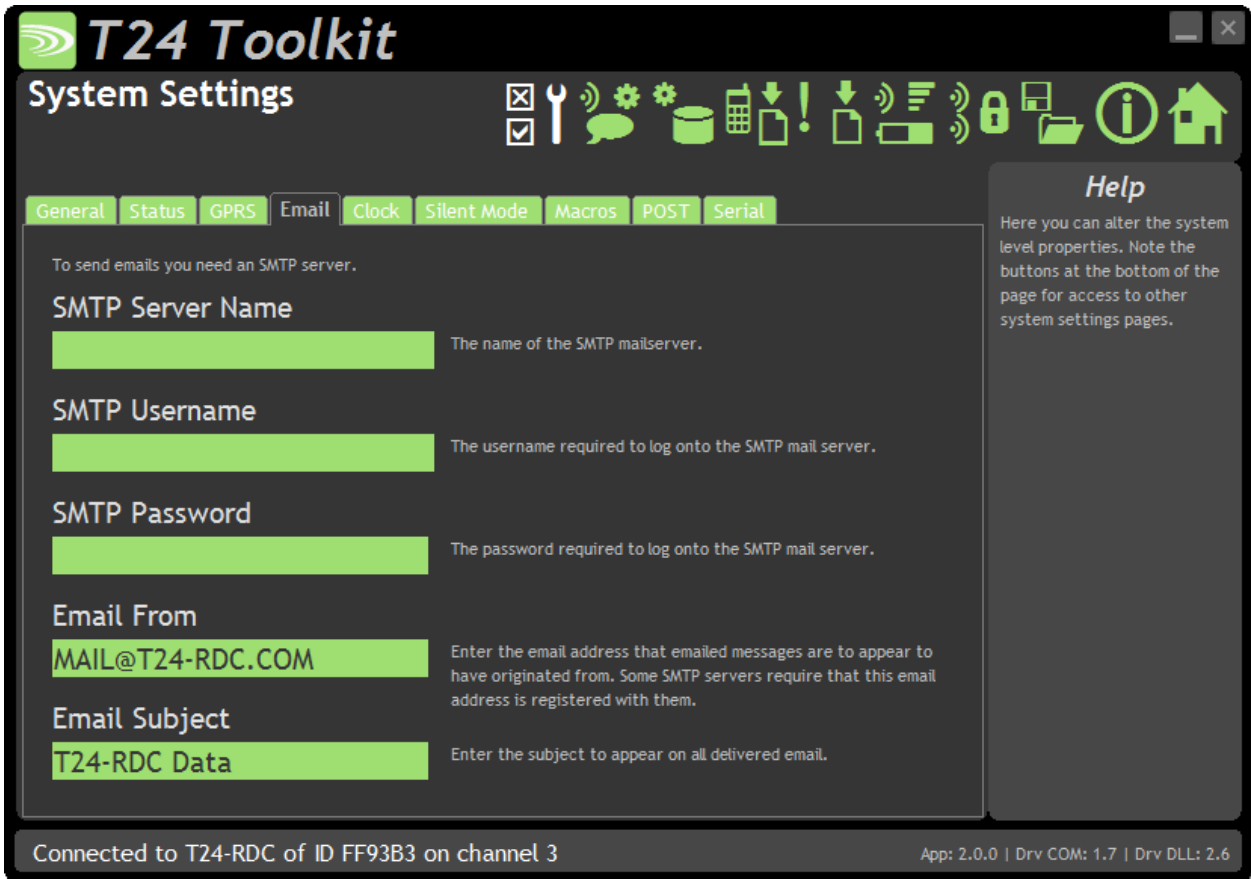 T24 Toolkit
System Settings
General Status GPRS Email Clock Silent Mode Macros POST Serial
To send emails you need an SMTP server.
SMTP Server Name
The name of the SMTP mailserver.
SMTP Username
The username required to log onto the SMTP mail server.
SMTP Password
The password required to log onto the SMTP mail server.
Email From
MAIL@T24-RDC.COM
Enter the email address that emailed messages are to appear to
have originated from. Some SMTP servers require that this email
address is registered with them.
Email Subject
T24-RDC Data
Enter the subject to appear on all delivered email.
Help
Here you can alter the system
level properties. Note the
buttons at the bottom of the
page for access to other
system settings pages.
Connected to T24-RDC of ID FF93B3 on channel 3
App: 2.0.0 | Drv COM: 1.7 | Drv DLL: 2.6